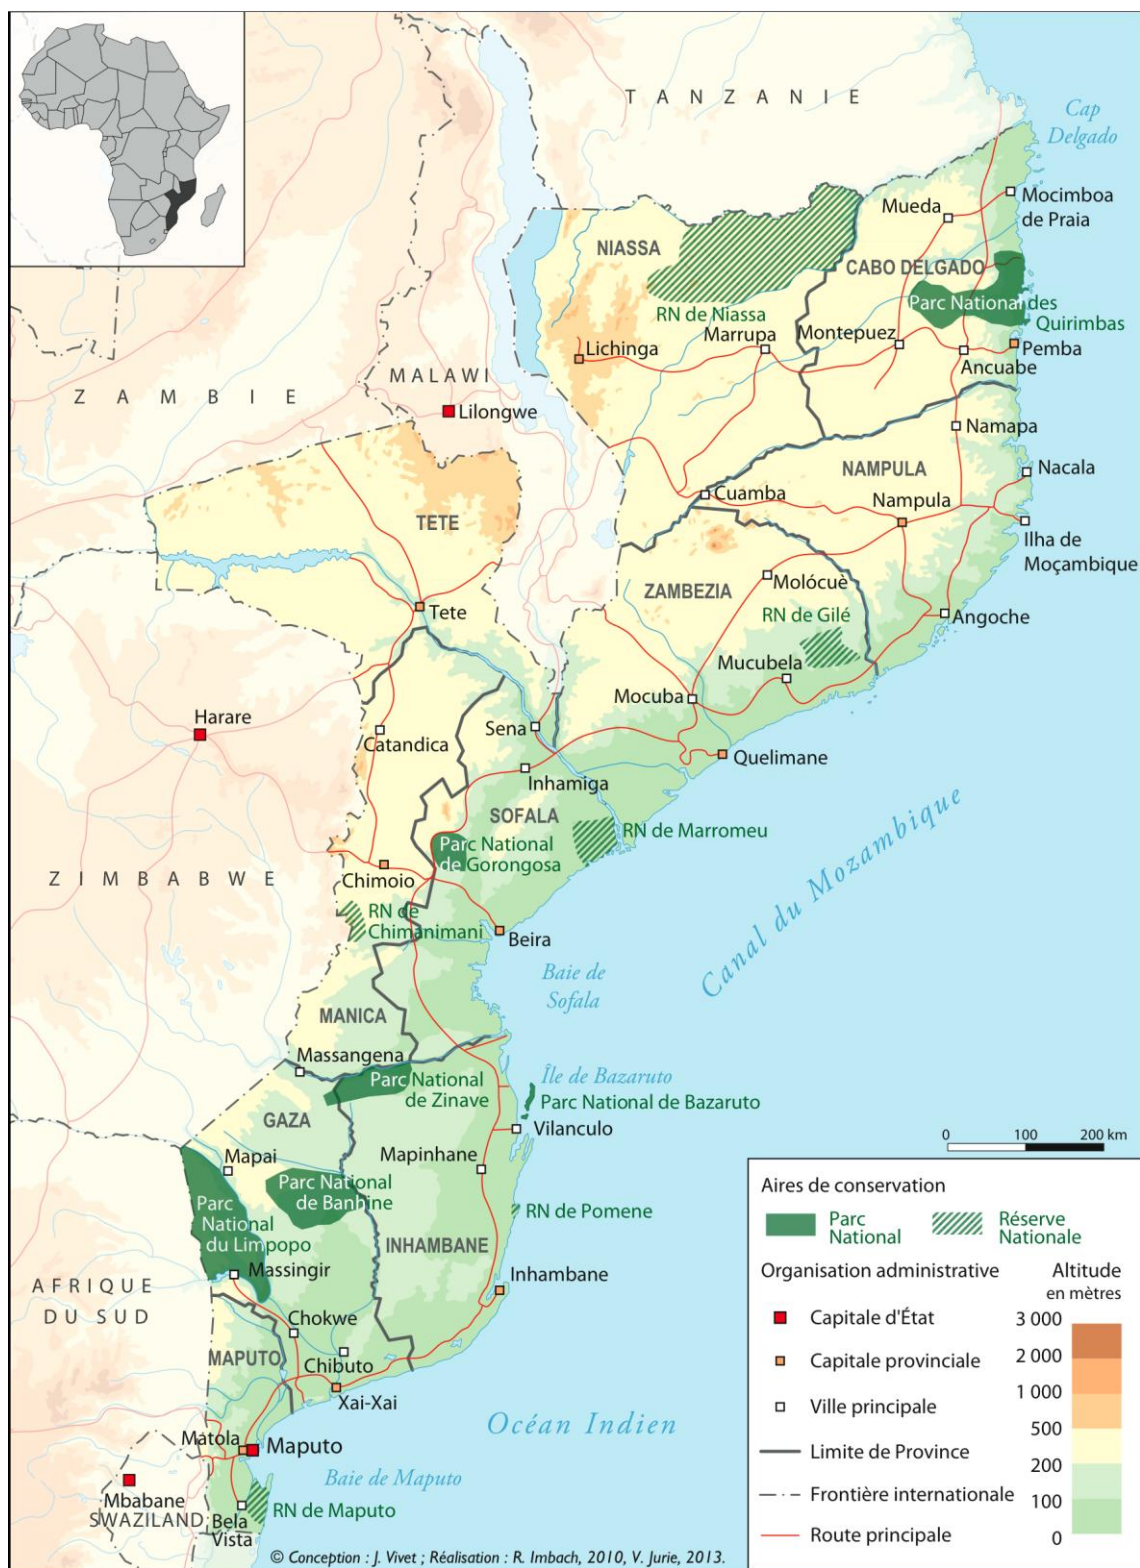 TANZANIE
Cap
Delgado
Mocimboa
de Praia
Mueda
NIASSA
CABO DELGADO
RN de Niassa
Parc National des
Quirimbas
Lichinga
Marrupa
Montepuez
Pemba
Ancuabe
MALAWI
ZAMBIE
Lilongwe
Namapa
NAMPULA
Nacala
Cuamba
Nampula
TETE
Ilha de
Moçambique
ZAMBEZIA
Molócuè
Tete
RN de Gilé
Angoche
Mucubela
Mocuba
Harare
Sena
Catandica
Quelimane
Inhamiga
SOFALA
RN de Marromeu
Parc National
de Gorongosa
ZIMBABWE
Chimoio
RN de
Chimanimani
Beira
Canal du Mozambique
Baie de
Sofala
MANICA
Massangena
Parc National
de Zinave
Île de Bazaruto
Parc National de Bazaruto
GAZA
Vilanculo
Mapai
Mapinhane
Parc National
de Banhine
Parc
National
du Limpopo
RN de Pomene
INHAMBANE
Massingir
Inhambane
AFRIQUE
DU SUD
Chokwe
MAPUTO
Chibuto
Xai-Xai
Océan Indien
Matola
Maputo
Baie de Maputo
Mbabane
SWAZILAND
Bela
Vista
RN de Maputo
0 100 200 km
Aires de conservation
Parc
National
Réserve
Nationale
Organisation administrative
Capitale d'État
Capitale provinciale
Ville principale
Limite de Province
Frontière internationale
Route principale
Altitude
en mètres
3 000
2 000
1 000
500
200
100
0
© Conception : J. Vivet ; Réalisation : R. Imbach, 2010, V. Jurie, 2013.